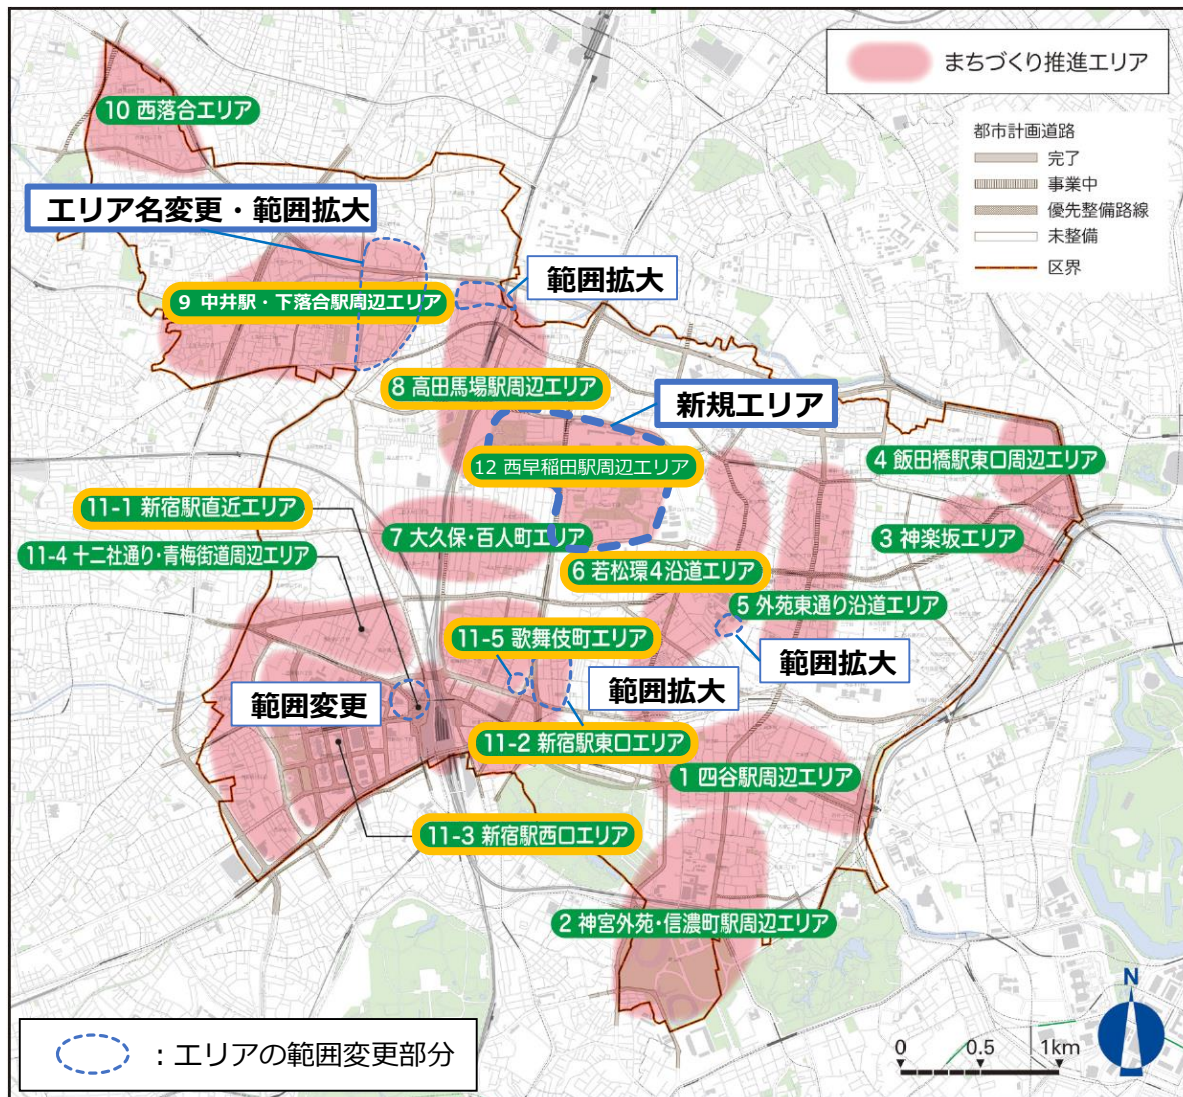 まちづくり推進エリア
都市計画道路
完了
事業中
優先整備路線
未整備
区界
10 西落合エリア
エリア名変更・範囲拡大
範囲拡大
9 中井駅・下落合駅周辺エリア
8 高田馬場駅周辺エリア
新規エリア
12 西早稲田駅周辺エリア
4 飯田橋駅東口周辺エリア
11-1 新宿駅直近エリア
7 大久保・百人町エリア
3 神楽坂エリア
11-4 十二社通り・青梅街道周辺エリア
6 若松環4沿道エリア
5 外苑東通り沿道エリア
11-5 歌舞伎町エリア
範囲拡大
範囲拡大
範囲変更
11-2 新宿駅東口エリア
1 四谷駅周辺エリア
11-3 新宿駅西口エリア
2 神宮外苑・信濃町駅周辺エリア
N
：エリアの範囲変更部分
0 0.5 1km